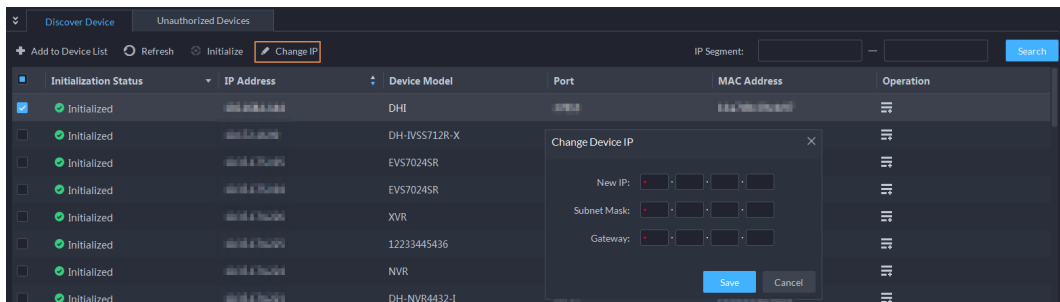 Discover Device Unauthorized Devices
Add to Device List Refresh Initialize Change IP IP Segment: — Search
Initialization Status IP Address Device Model Port MAC Address Operation
Initialized DHI
Initialized DH-IVSS712R-X
Initialized EVS7024SR
Initialized EVS7024SR
Initialized XVR
Initialized 12233445436
Initialized NVR
Initialized DH-NVR4432-I
Change Device IP
New IP:
Subnet Mask:
Gateway:
Save Cancel